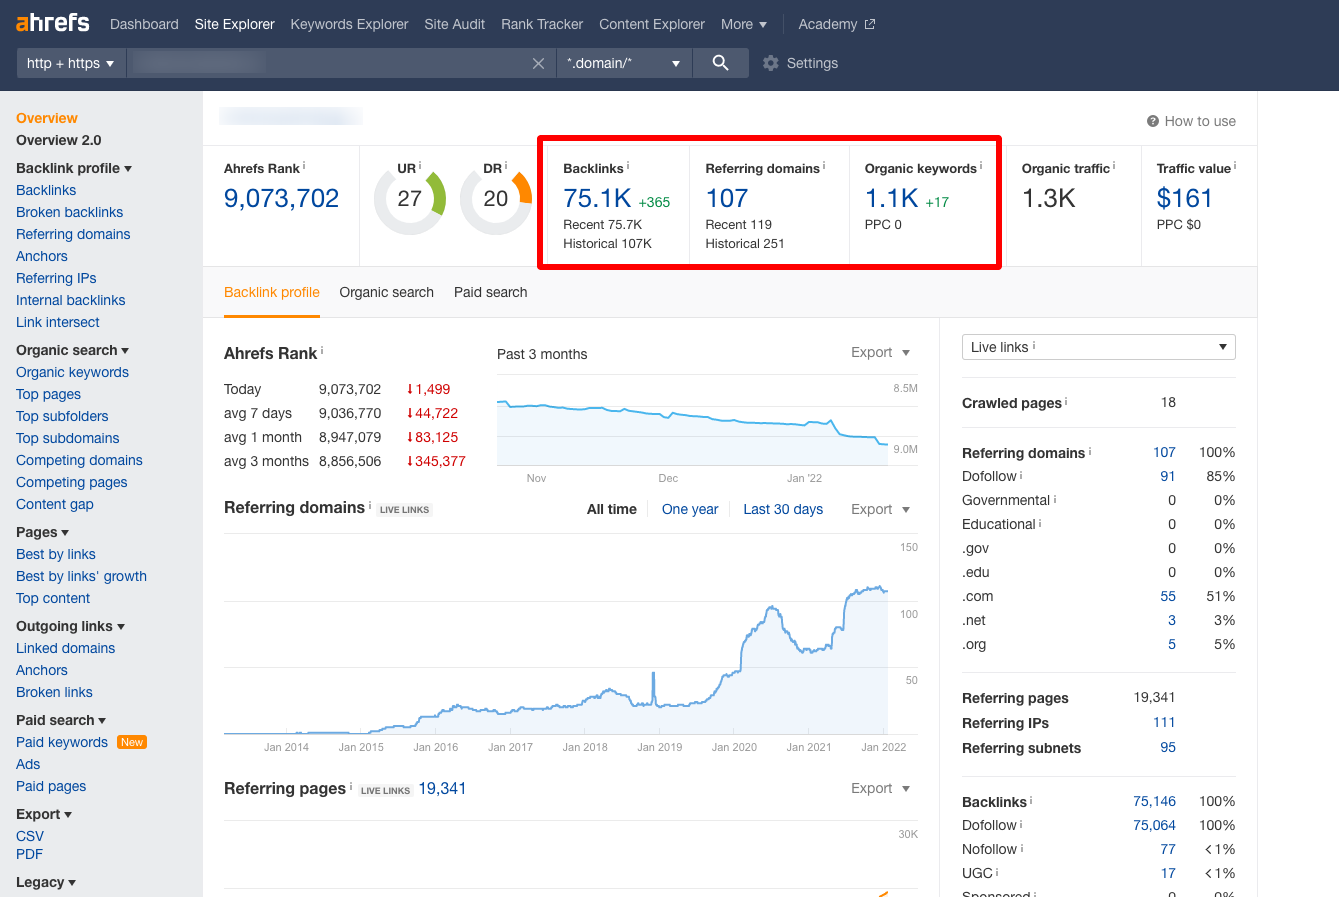 ahrefs Dashboard Site Explorer Keywords Explorer Site Audit Rank Tracker Content Explorer More Academy
http + https *.domain/* Settings
Overview
Overview 2.0
Backlink profile
Backlinks
Broken backlinks
Referring domains
Anchors
Referring IPs
Internal backlinks
Link intersect
Organic search
Organic keywords
Top pages
Top subfolders
Top subdomains
Competing domains
Competing pages
Content gap
Pages
Best by links
Best by links' growth
Top content
Outgoing links
Linked domains
Anchors
Broken links
Paid search
Paid keywords New
Ads
Paid pages
Export
CSV
PDF
Legacy
How to use
Ahrefs Rank i
9,073,702
UR i
27
DR i
20
Backlinks i
75.1K +365
Recent 75.7K
Historical 107K
Referring domains i
107
Recent 119
Historical 251
Organic keywords i
1.1K +17
PPC 0
Organic traffic i
1.3K
Traffic value i
$161
PPC $0
Backlink profile Organic search Paid search
Ahrefs Rank i
Today 9,073,702 1,499
avg 7 days 9,036,770 44,722
avg 1 month 8,947,079 83,125
avg 3 months 8,856,506 345,377
Past 3 months Export
8.5M
9.0M
Nov Dec Jan '22
Referring domains i LIVE LINKS All time One year Last 30 days Export
150
100
50
Jan 2014 Jan 2015 Jan 2016 Jan 2017 Jan 2018 Jan 2019 Jan 2020 Jan 2021 Jan 2022
Referring pages i LIVE LINKS 19,341 Export
30K
Live links i
Crawled pages i 18
Referring domains i 107 100%
Dofollow i 91 85%
Governmental i 0 0%
Educational i 0 0%
.gov 0 0%
.edu 0 0%
.com 55 51%
.net 3 3%
.org 5 5%
Referring pages 19,341
Referring IPs 111
Referring subnets 95
Backlinks i 75,146 100%
Dofollow i 75,064 100%
Nofollow i 77 <1%
UGC i 17 <1%
Sponsored i 0 0%